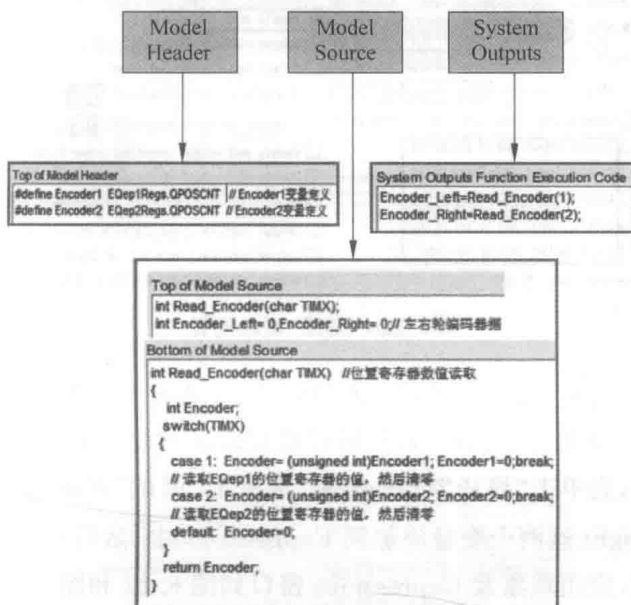 Model Header
Model Source
System Outputs
Top of Model Header
#define Encoder1 EQep1Regs.QPOSCNT // Encoder1变量定义
#define Encoder2 EQep2Regs.QPOSCNT // Encoder2变量定义
System Outputs Function Execution Code
Encoder_Left=Read_Encoder(1);
Encoder_Right=Read_Encoder(2);
Top of Model Source
int Read_Encoder(char TIMX);
int Encoder_Left= 0,Encoder_Right= 0;// 左右轮编码器据
Bottom of Model Source
int Read_Encoder(char TIMX) //位置寄存器数值读取
{
int Encoder;
switch(TIMX)
{
case 1: Encoder= (unsigned int)Encoder1; Encoder1=0;break;
// 读取EQep1的位置寄存器的值，然后清零
case 2: Encoder= (unsigned int)Encoder2; Encoder2=0;break;
// 读取EQep2的位置寄存器的值，然后清零
default: Encoder=0;
}
return Encoder;
}